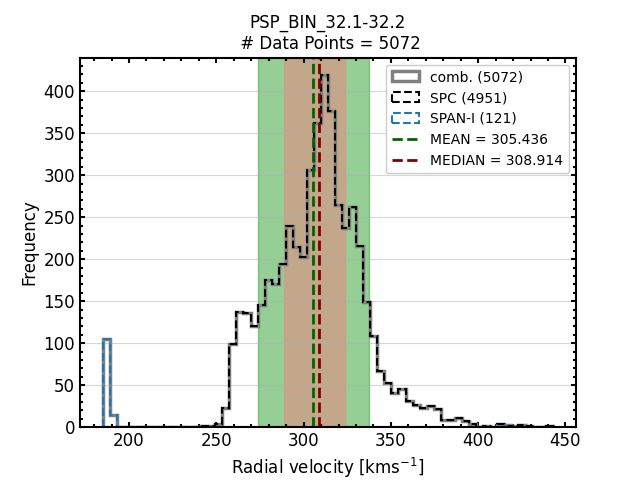 PSP_BIN_32.1-32.2
# Data Points = 5072
comb. (5072)
SPC (4951)
SPAN-I (121)
MEAN = 305.436
MEDIAN = 308.914
Frequency
400
350
300
250
200
150
100
50
0
200 250 300 350 400 450
Radial velocity [kms⁻¹]